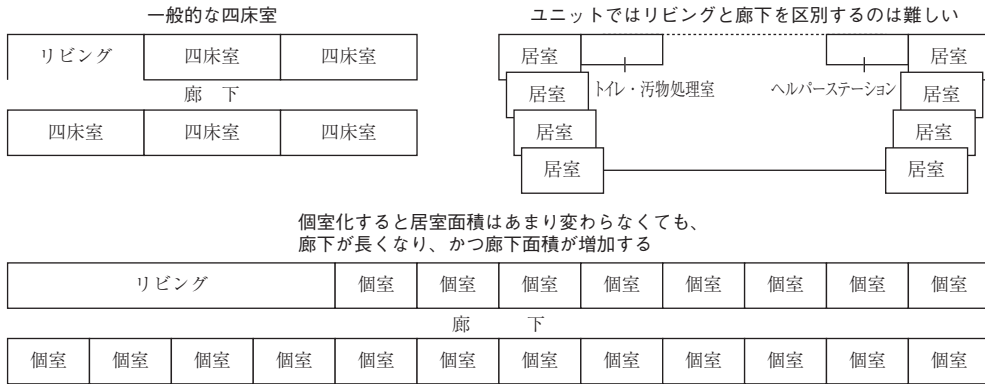 一般的な四床室
リビング 四床室 四床室
廊 下
四床室 四床室 四床室
ユニットではリビングと廊下を区別するのは難しい
居室 居室
トイレ・汚物処理室 ヘルパーステーション
居室 居室
居室 居室
居室 居室
個室化すると居室面積はあまり変わらなくても、
廊下が長くなり、かつ廊下面積が増加する
リビング 個室 個室 個室 個室 個室 個室 個室 個室
廊 下
個室 個室 個室 個室 個室 個室 個室 個室 個室 個室 個室 個室